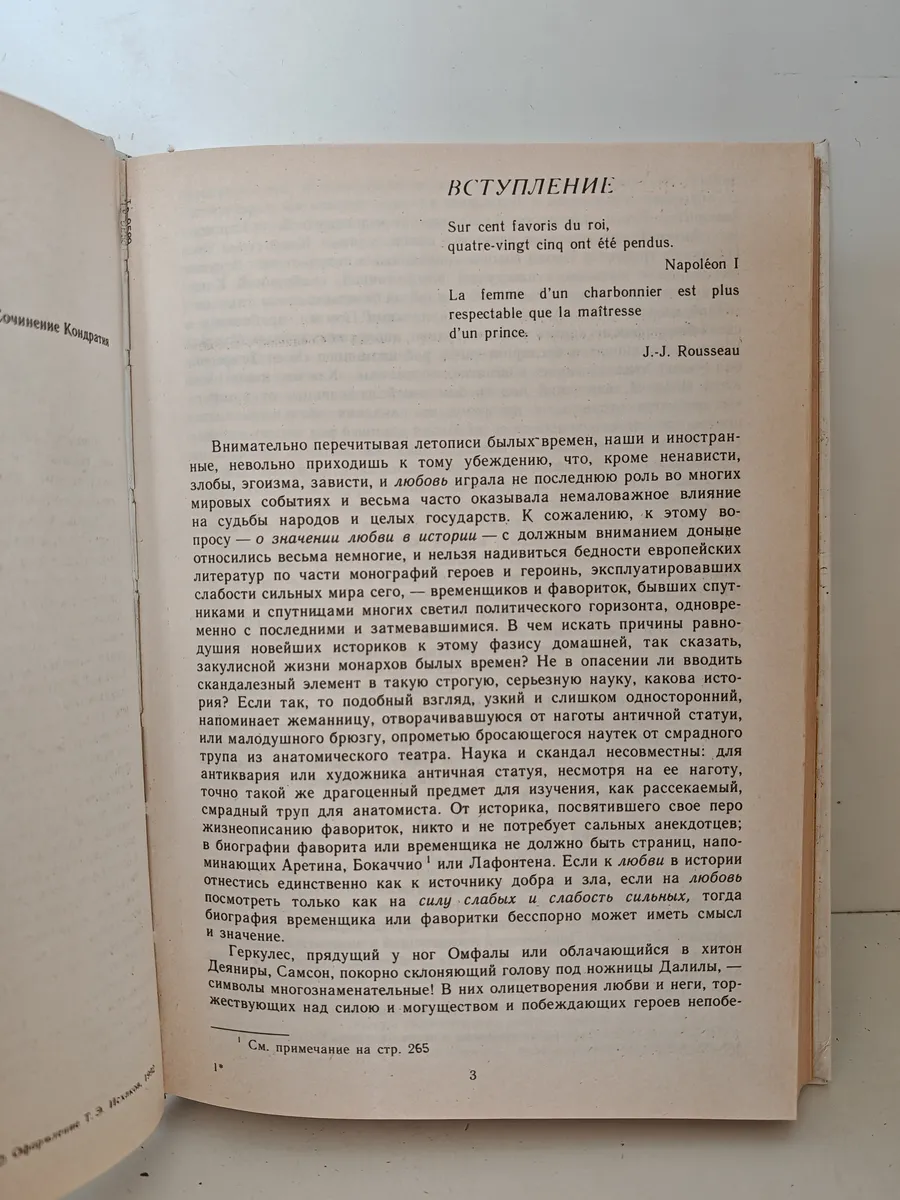 Сочинение Кондратия
Оформление Т. Э. Исхаков, 1992
ВСТУПЛЕНИЕ
Sur cent favoris du roi,
quatre-vingt cinq ont été pendus.
Napoléon I
La femme d'un charbonnier est plus
respectable que la maîtresse
d'un prince.
J.-J. Rousseau
Внимательно перечитывая летописи былых времен, наши и иностран-
ные, невольно приходишь к тому убеждению, что, кроме ненависти,
злобы, эгоизма, зависти, и любовь играла не последнюю роль во многих
мировых событиях и весьма часто оказывала немаловажное влияние
на судьбы народов и целых государств. К сожалению, к этому во-
просу — о значении любви в истории — с должным вниманием доныне
относились весьма немногие, и нельзя надивиться бедности европейских
литератур по части монографий героев и героинь, эксплуатировавших
слабости сильных мира сего, — временщиков и фавориток, бывших спут-
никами и спутницами многих светил политического горизонта, одновре-
менно с последними и затмевавшимися. В чем искать причины равно-
душия новейших историков к этому фазису домашней, так сказать,
закулисной жизни монархов былых времен? Не в опасении ли вводить
скандалезный элемент в такую строгую, серьезную науку, какова исто-
рия? Если так, то подобный взгляд, узкий и слишком односторонний,
напоминает жеманницу, отворачивавшуюся от наготы античной статуи,
или малодушного брюзгу, опрометью бросающегося наутек от смрадного
трупа из анатомического театра. Наука и скандал несовместны: для
антиквария или художника античная статуя, несмотря на ее наготу,
точно такой же драгоценный предмет для изучения, как рассекаемый,
смрадный труп для анатомиста. От историка, посвятившего свое перо
жизнеописанию фавориток, никто и не потребует сальных анекдотцев;
в биографии фаворита или временщика не должно быть страниц, напо-
минающих Аретина, Бокаччио ¹ или Лафонтена. Если к любви в истории
отнестись единственно как к источнику добра и зла, если на любовь
посмотреть только как на силу слабых и слабость сильных, тогда
биография временщика или фаворитки бесспорно может иметь смысл
и значение.
Геркулес, прядущий у ног Омфалы или облачающийся в хитон
Деяниры, Самсон, покорно склоняющий голову под ножницы Далилы, —
символы многознаменательные! В них олицетворения любви и неги, тор-
жествующих над силою и могуществом и побеждающих героев непобе-
¹ См. примечание на стр. 265
1*
3